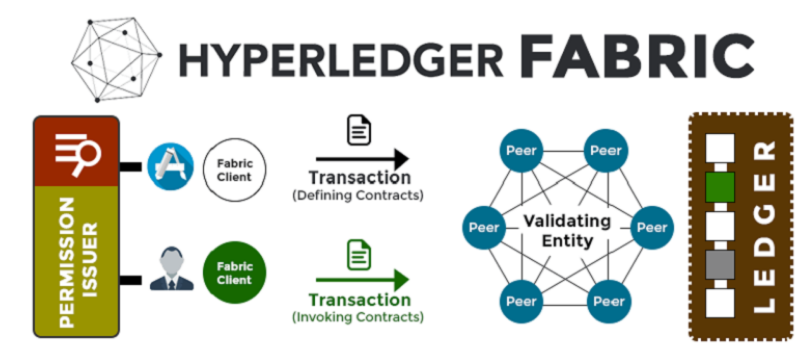 HYPERLEDGER FABRIC
PERMISSION
ISSUER
Fabric
Client
Transaction
(Defining Contracts)
Fabric
Client
Transaction
(Invoking Contracts)
Peer
Peer
Peer
Validating
Entity
Peer
Peer
Peer
LEDGER